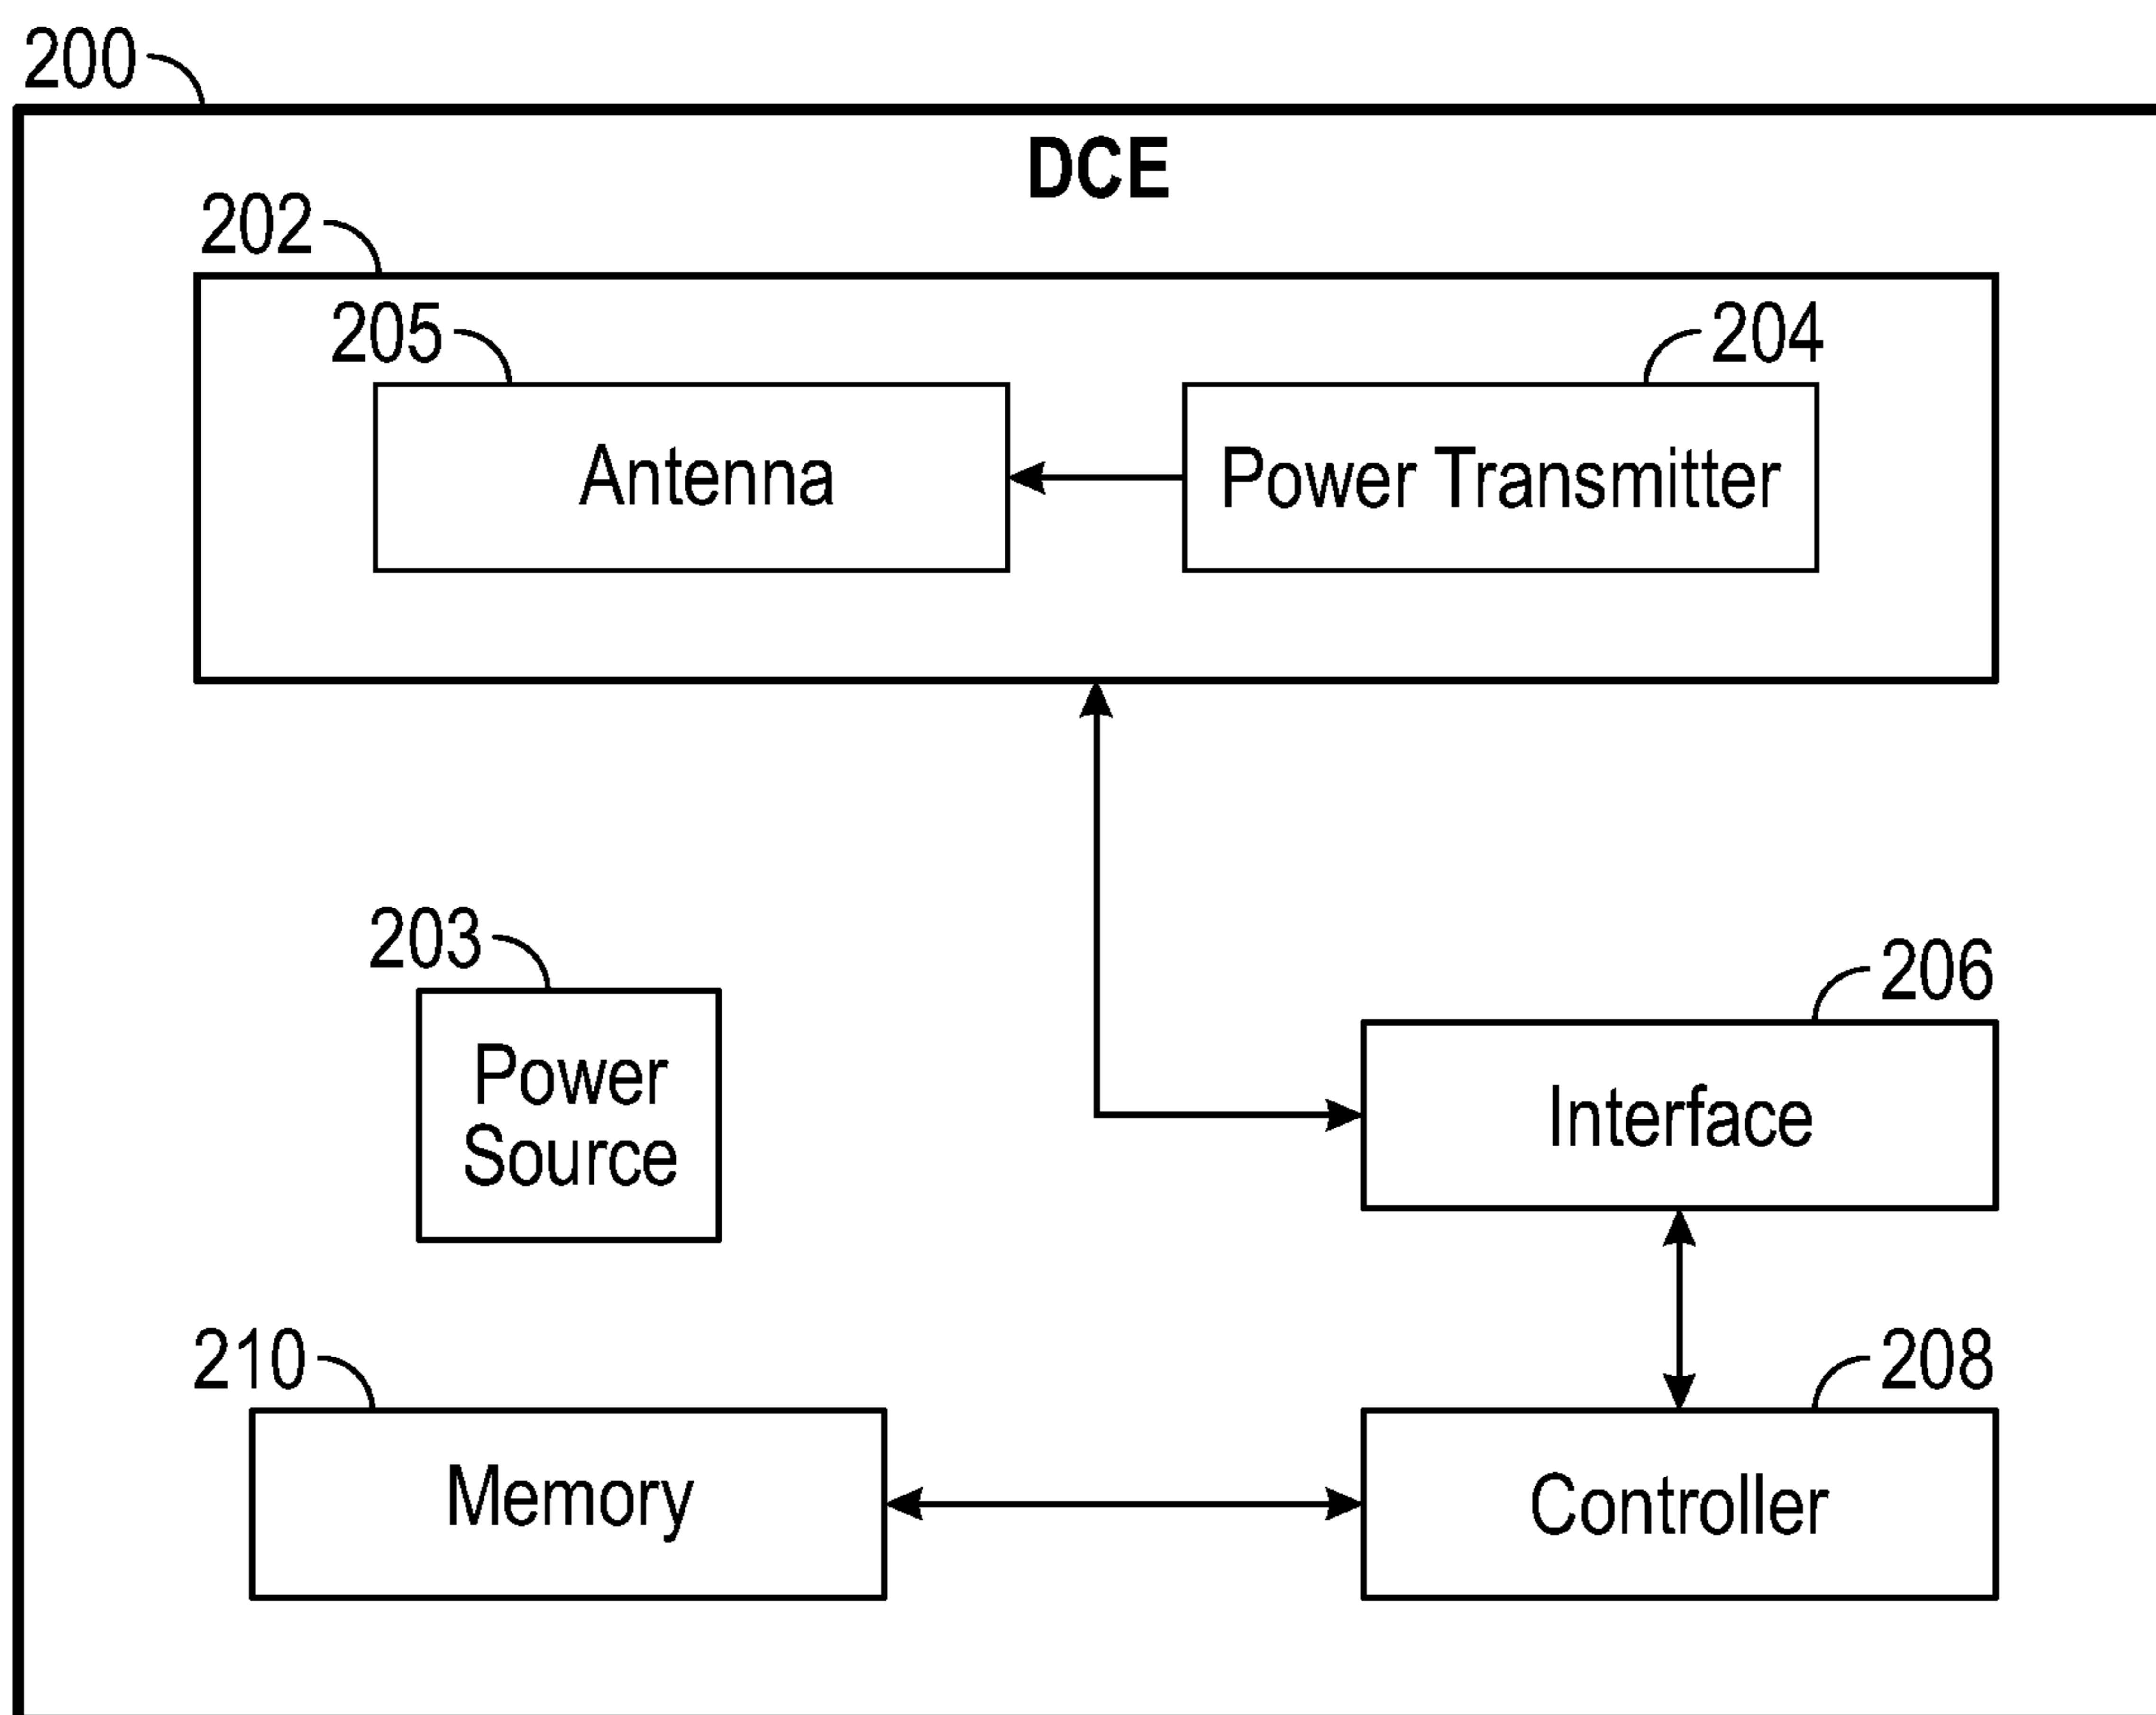 200
DCE
202
205
204
Antenna
Power Transmitter
203
206
Power
Source
Interface
210
208
Memory
Controller